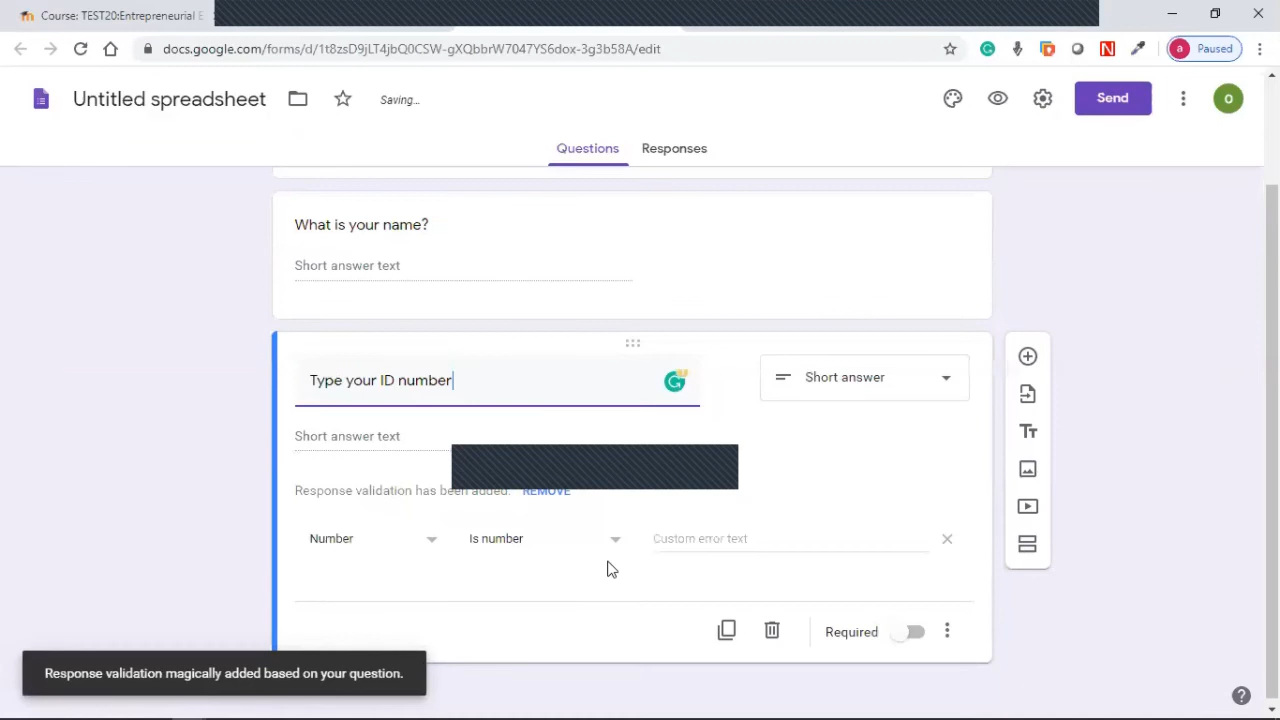 Course: TEST20:Entrepreneurial E
docs.google.com/forms/d/1t8zsD9jLT4jbQ0CSW-gXQbbrW7047YS6dox-3g3b58A/edit
N
a
Paused
Untitled spreadsheet
Saving...
Send
O
Questions
Responses
What is your name?
Short answer text
Type your ID number
Short answer
Short answer text
Response validation has been added.
REMOVE
Number
Is number
Custom error text
Required
Response validation magically added based on your question.